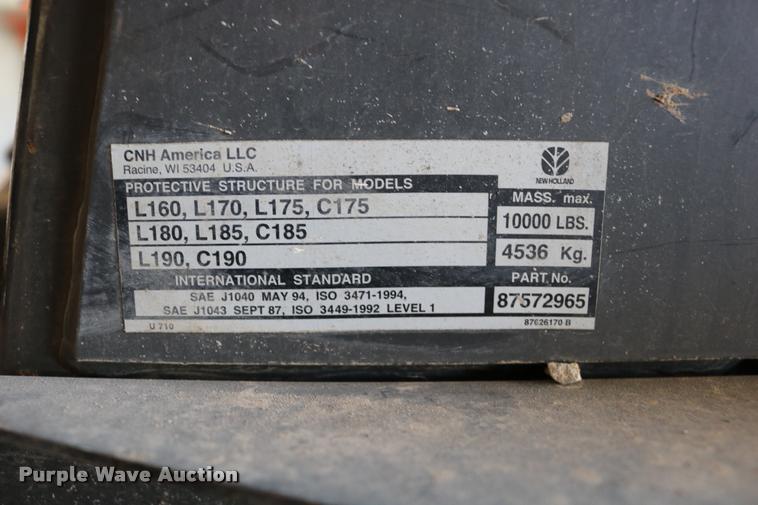 CNH America LLC
Racine, WI 53404 U.S.A.
NEW HOLLAND
PROTECTIVE STRUCTURE FOR MODELS
MASS. max.
L160, L170, L175, C175
10000 LBS.
L180, L185, C185
4536 Kg.
L190, C190
INTERNATIONAL STANDARD
PART. No.
SAE J1040 MAY 94, ISO 3471-1994,
SAE J1043 SEPT 87, ISO 3449-1992 LEVEL 1
87572965
U 710
87626170 B
Purple Wave Auction